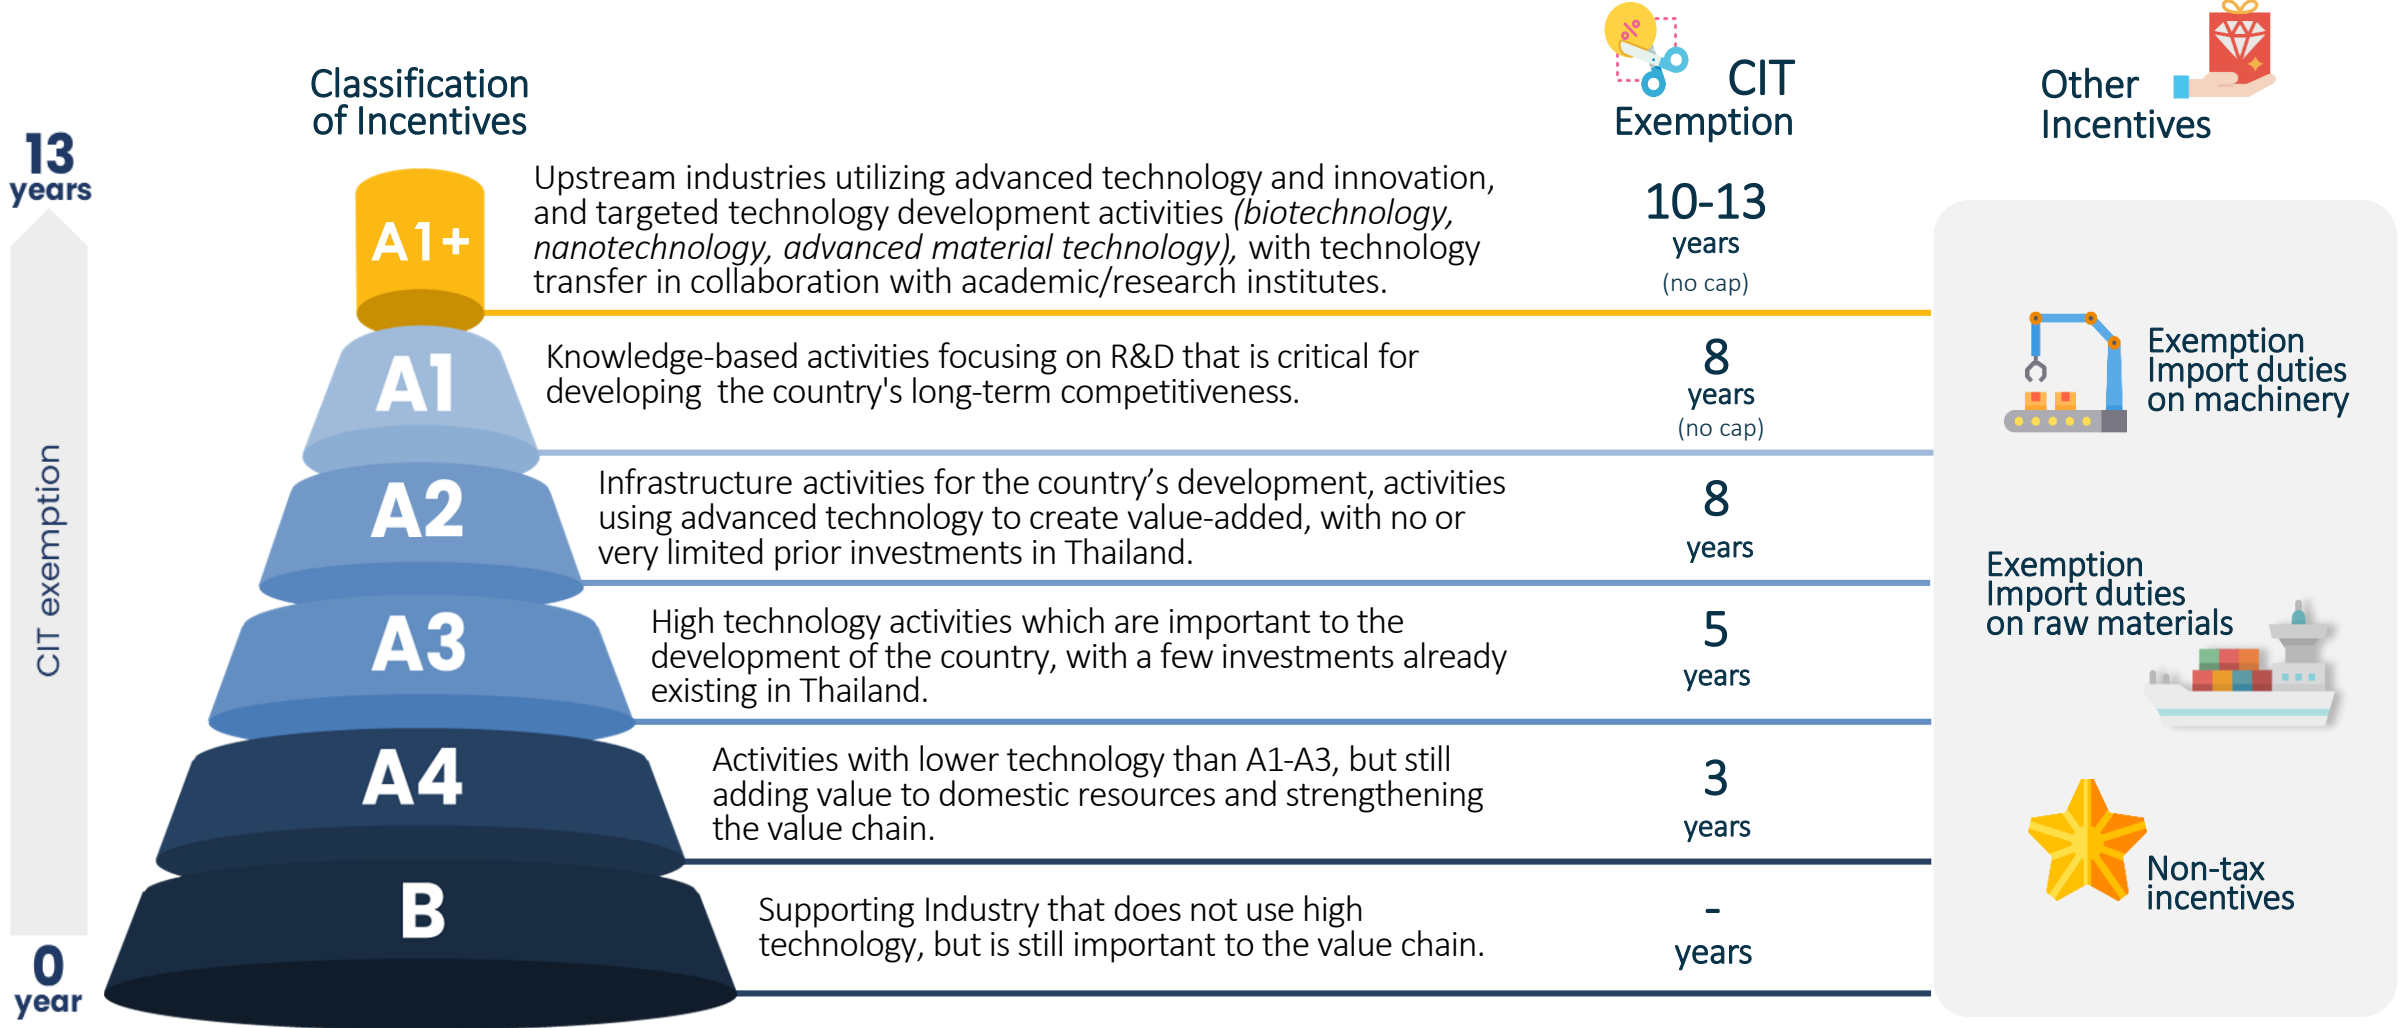 Classification
of Incentives
CIT
Exemption
Other
Incentives
13
years
CIT exemption
0
year
A1+
Upstream industries utilizing advanced technology and innovation,
and targeted technology development activities (biotechnology,
nanotechnology, advanced material technology), with technology
transfer in collaboration with academic/research institutes.
10-13
years
(no cap)
A1
Knowledge-based activities focusing on R&D that is critical for
developing  the country's long-term competitiveness.
8
years
(no cap)
A2
Infrastructure activities for the country’s development, activities
using advanced technology to create value-added, with no or
very limited prior investments in Thailand.
8
years
A3
High technology activities which are important to the
development of the country, with a few investments already
existing in Thailand.
5
years
A4
Activities with lower technology than A1-A3, but still
adding value to domestic resources and strengthening
the value chain.
3
years
B
Supporting Industry that does not use high
technology, but is still important to the value chain.
-
years
Exemption
Import duties
on machinery
Exemption
Import duties
on raw materials
Non-tax
incentives
%